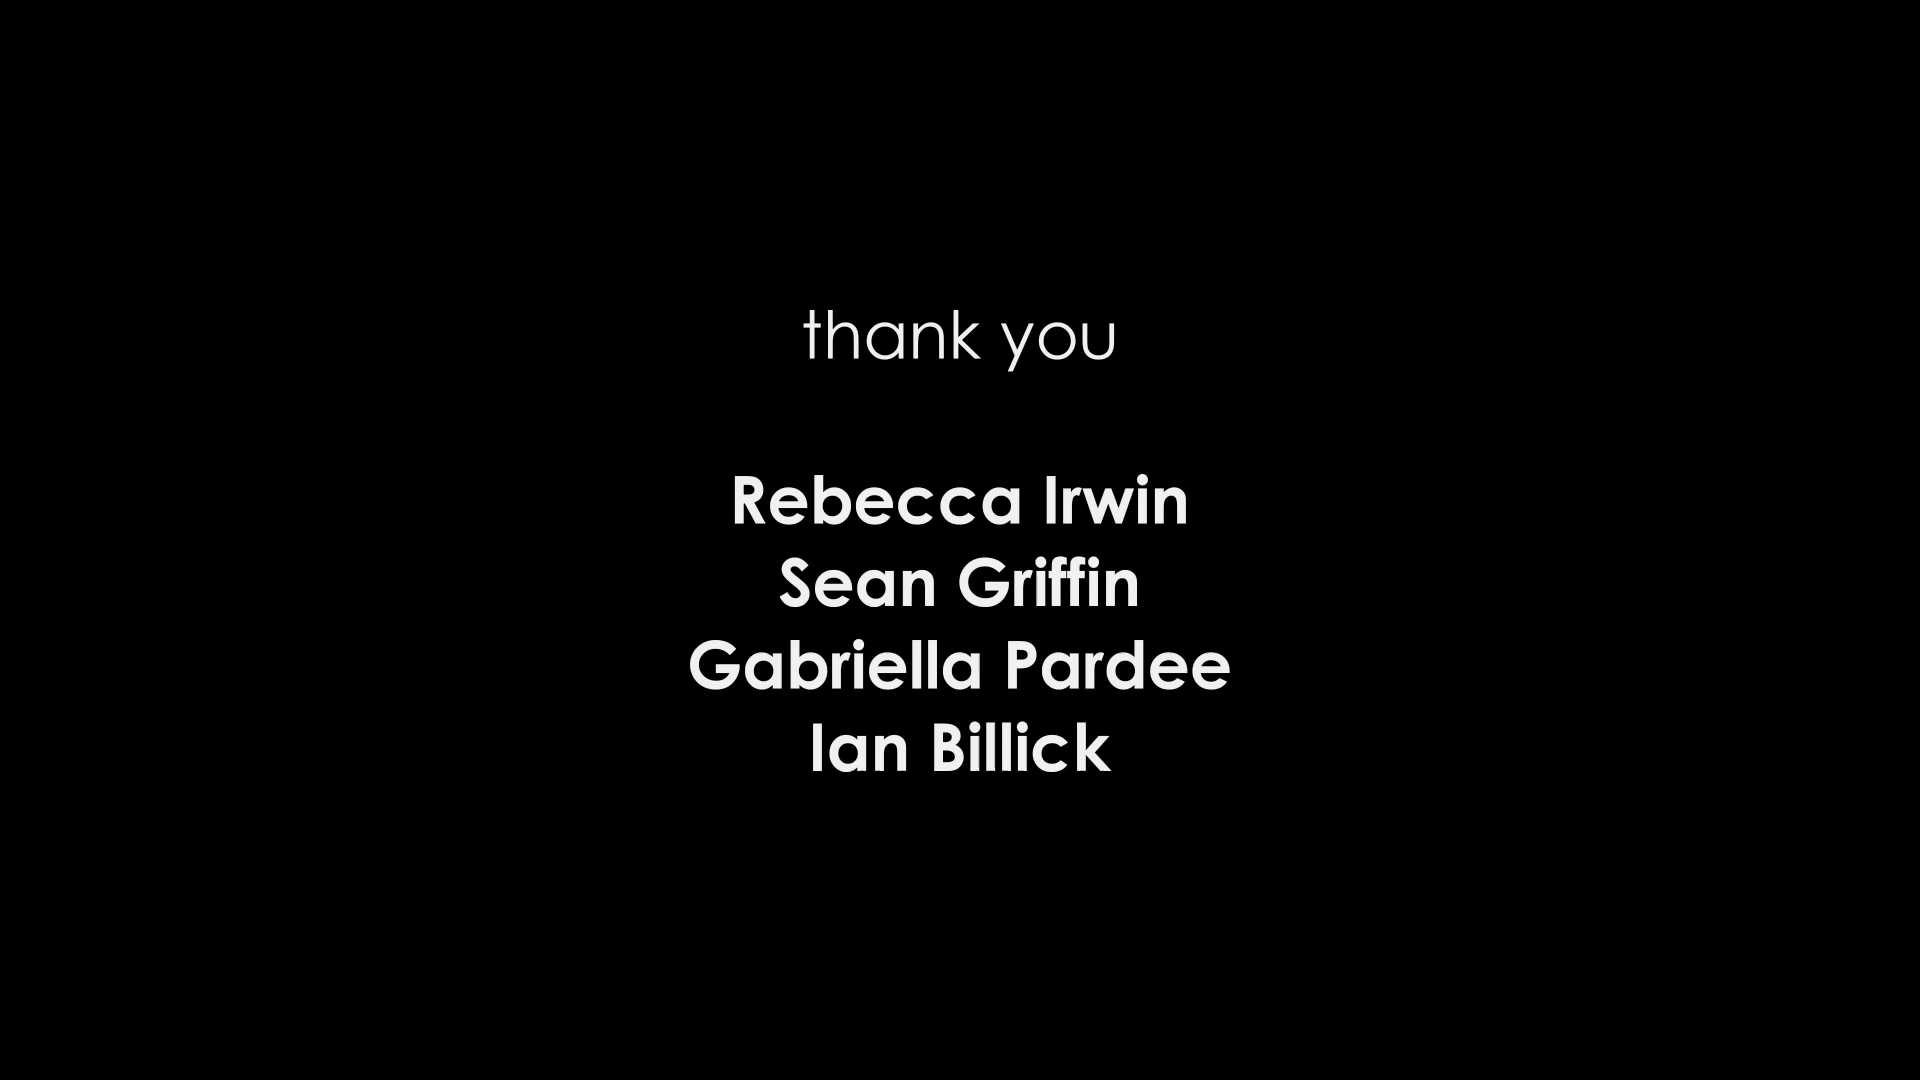 thank you
Rebecca Irwin
Sean Griffin
Gabriella Pardee
Ian Billick